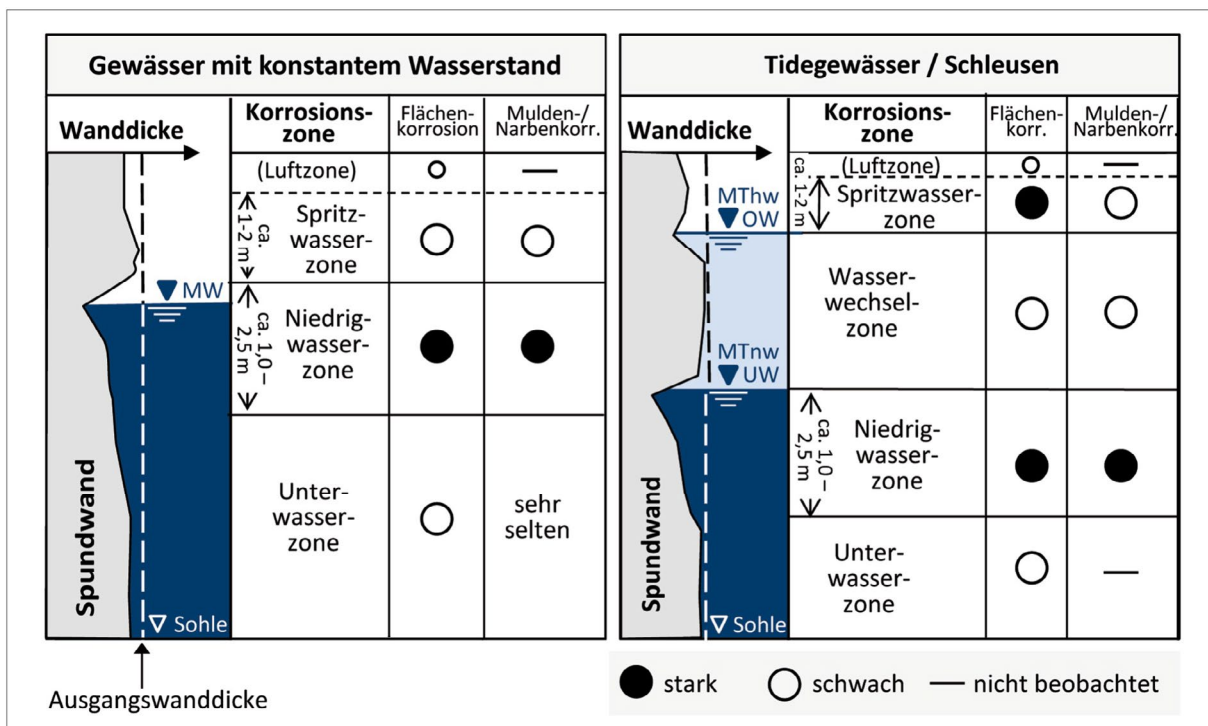 Gewässer mit konstantem Wasserstand
Wanddicke
Korrosions-
zone
Flächen-
korrosion
Mulden-/
Narbenkorr.
(Luftzone)
ca.
1-2 m
Spritz-
wasser-
zone
MW
ca. 1,0 –
2,5 m
Niedrig-
wasser-
zone
Unter-
wasser-
zone
sehr
selten
Spundwand
Sohle
Ausgangswanddicke
Tidegewässer / Schleusen
Wanddicke
Korrosions-
zone
Flächen-
korr.
Mulden-/
Narbenkorr.
(Luftzone)
ca. 1-2 m
Spritzwasser-
zone
MThw
OW
Wasser-
wechsel-
zone
MTnw
UW
ca. 1,0 –
2,5 m
Niedrig-
wasser-
zone
Unter-
wasser-
zone
Spundwand
Sohle
stark
schwach
nicht beobachtet